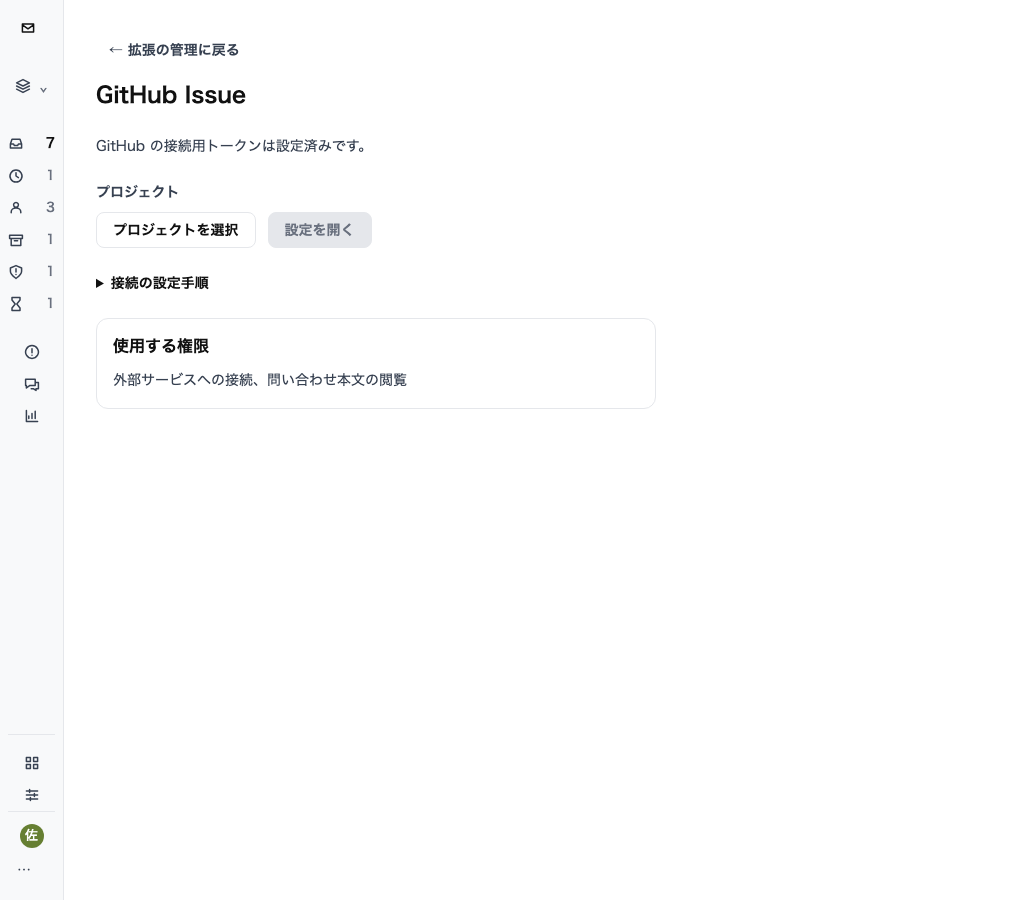 ← 拡張の管理に戻る
GitHub Issue
GitHub の接続用トークンは設定済みです。
プロジェクト
プロジェクトを選択
設定を開く
▶ 接続の設定手順
使用する権限
外部サービスへの接続、問い合わせ本文の閲覧
7
1
3
1
1
1
佐
…